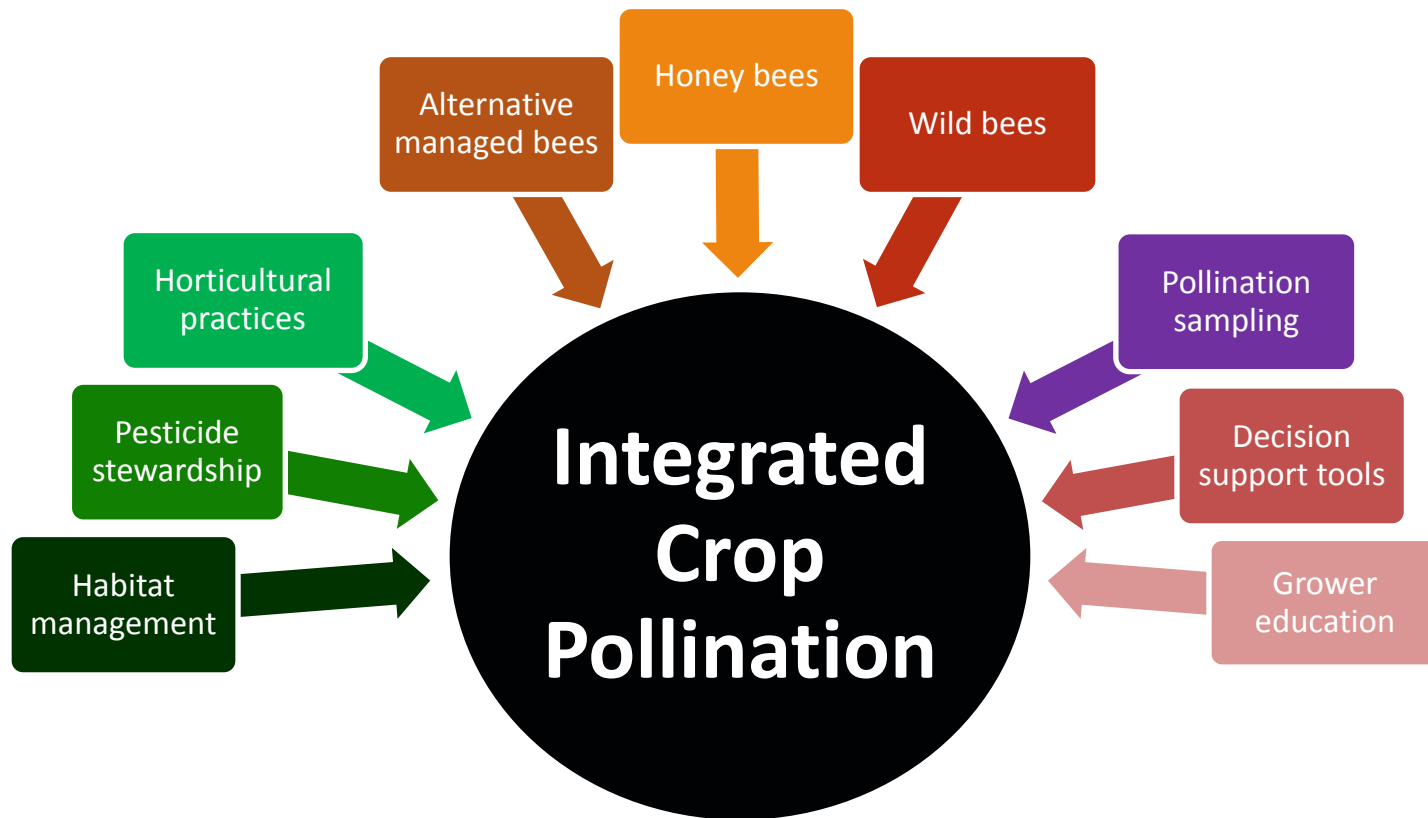 Honey bees
Alternative
managed bees
Wild bees
Horticultural
practices
Pollination
sampling
Pesticide
stewardship
Decision
support tools
Habitat
management
Grower
education
Integrated
Crop
Pollination